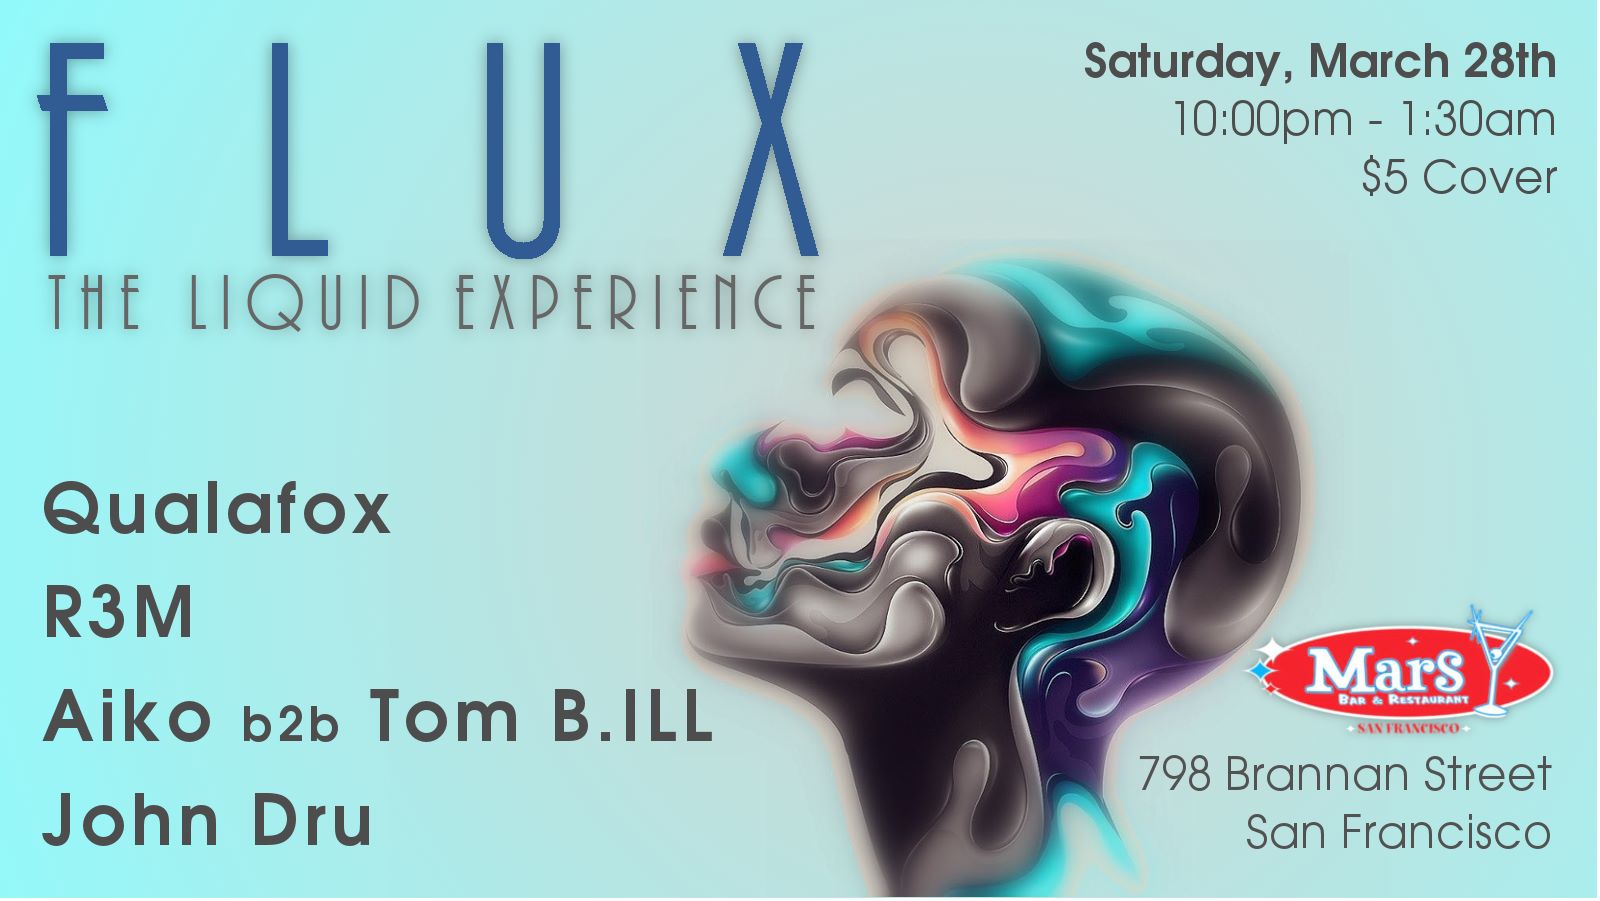 FLUX
THE LIQUID EXPERIENCE
Saturday, March 28th
10:00pm - 1:30am
$5 Cover
Qualafox
R3M
Aiko b2b Tom B.ILL
John Dru
Mars
BAR & RESTAURANT
SAN FRANCISCO
798 Brannan Street
San Francisco